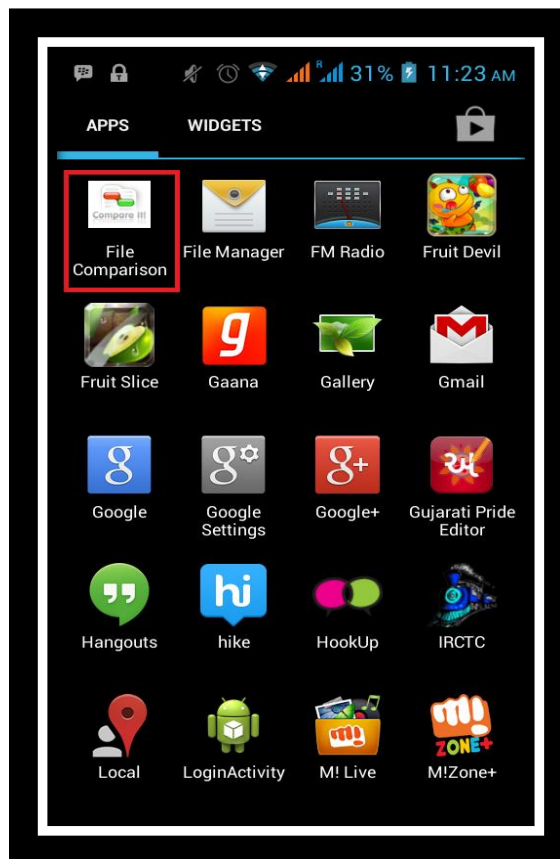 R 31% 11:23 AM
APPS WIDGETS
Compare It!
File Manager FM Radio Fruit Devil
File
Comparison
g
Fruit Slice Gaana Gallery Gmail
g g g+ અ
Google Google Settings Google+ Gujarati Pride Editor
hi
Hangouts hike HookUp IRCTC
m! m!
ZONE+
Local LoginActivity M! Live M!Zone+